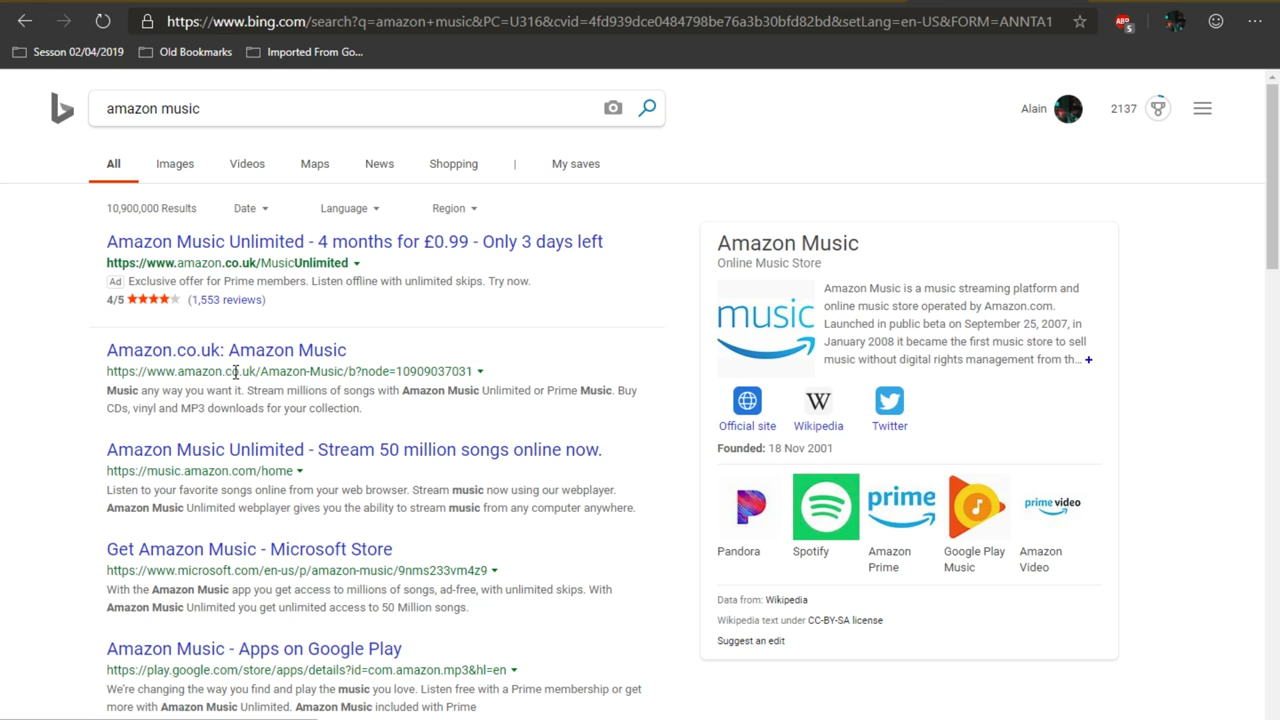 https://www.bing.com/search?q=amazon+music&PC=U316&cvid=4fd939dce0484798be76a3b30bfd82bd&setLang=en-US&FORM=ANNTA1
ABP
5
Sesson 02/04/2019
Old Bookmarks
Imported From Go...
amazon music
Alain
2137
All
Images
Videos
Maps
News
Shopping
|
My saves
10,900,000 Results
Date
Language
Region
Amazon Music Unlimited - 4 months for £0.99 - Only 3 days left
https://www.amazon.co.uk/MusicUnlimited
Ad Exclusive offer for Prime members. Listen offline with unlimited skips. Try now.
4/5 (1,553 reviews)
Amazon.co.uk: Amazon Music
https://www.amazon.co.uk/Amazon-Music/b?node=10909037031
Music any way you want it. Stream millions of songs with Amazon Music Unlimited or Prime Music. Buy
CDs, vinyl and MP3 downloads for your collection.
Amazon Music Unlimited - Stream 50 million songs online now.
https://music.amazon.com/home
Listen to your favorite songs online from your web browser. Stream music now using our webplayer.
Amazon Music Unlimited webplayer gives you the ability to stream music from any computer anywhere.
Get Amazon Music - Microsoft Store
https://www.microsoft.com/en-us/p/amazon-music/9nms233vm4z9
With the Amazon Music app you get access to millions of songs, ad-free, with unlimited skips. With
Amazon Music Unlimited you get unlimited access to 50 Million songs.
Amazon Music - Apps on Google Play
https://play.google.com/store/apps/details?id=com.amazon.mp3&hl=en
We're changing the way you find and play the music you love. Listen free with a Prime membership or get
more with Amazon Music Unlimited. Amazon Music included with Prime
Amazon Music
Online Music Store
music
Amazon Music is a music streaming platform and
online music store operated by Amazon.com.
Launched in public beta on September 25, 2007, in
January 2008 it became the first music store to sell
music without digital rights management from th...
W
Official site
Wikipedia
Twitter
Founded: 18 Nov 2001
prime
prime video
Pandora
Spotify
Amazon
Prime
Google Play
Music
Amazon
Video
Data from: Wikipedia
Wikipedia text under CC-BY-SA license
Suggest an edit